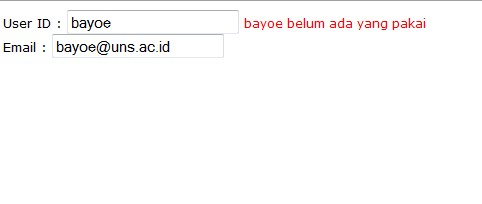 User ID : bayoe bayoe belum ada yang pakai
Email : bayoe@uns.ac.id